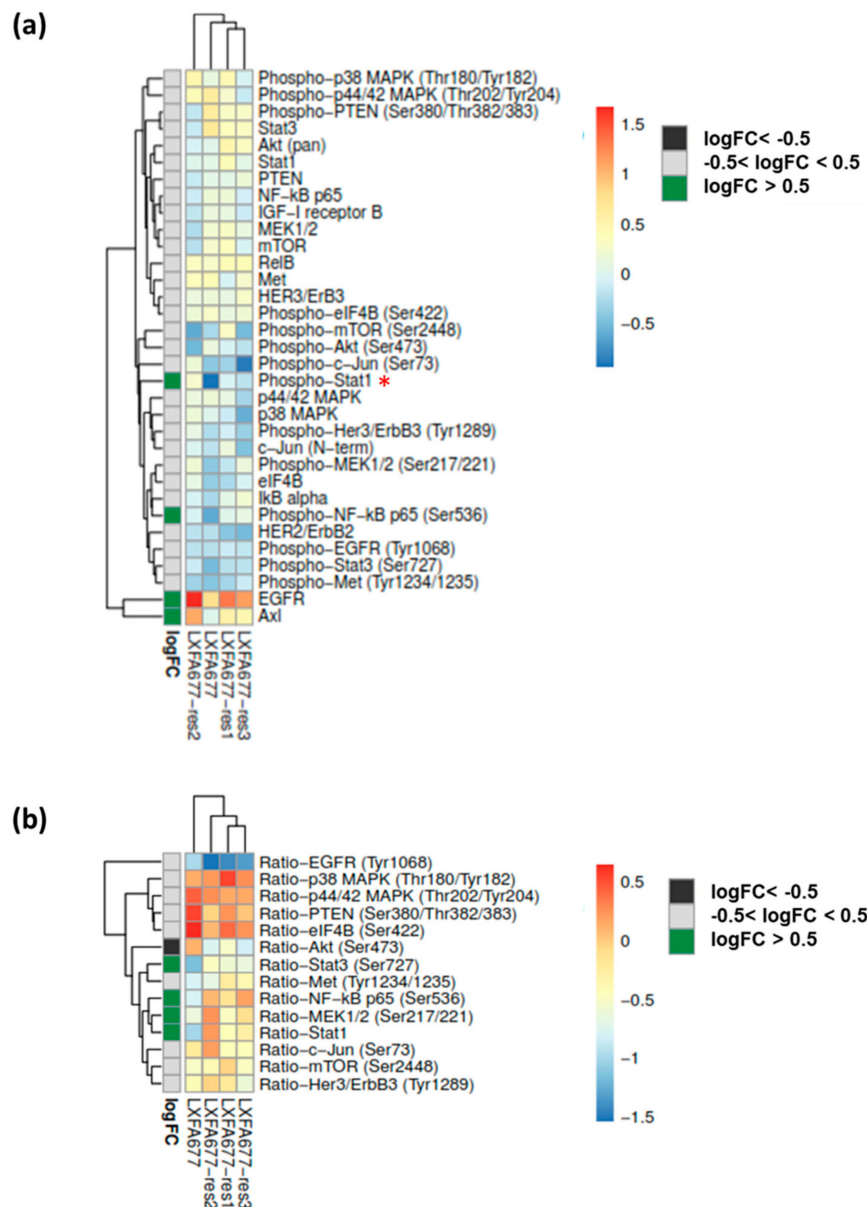 (a)
Phospho-p38 MAPK (Thr180/Tyr182)
Phospho-p44/42 MAPK (Thr202/Tyr204)
Phospho-PTEN (Ser380/Thr382/383)
Stat3
Akt (pan)
Stat1
PTEN
NF-kB p65
IGF-I receptor B
MEK1/2
mTOR
RelB
Met
HER3/ErB3
Phospho-eIF4B (Ser422)
Phospho-mTOR (Ser2448)
Phospho-Akt (Ser473)
Phospho-c-Jun (Ser73)
Phospho-Stat1 *
p44/42 MAPK
p38 MAPK
Phospho-Her3/ErbB3 (Tyr1289)
c-Jun (N-term)
Phospho-MEK1/2 (Ser217/221)
eIF4B
IkB alpha
Phospho-NF-kB p65 (Ser536)
HER2/ErbB2
Phospho-EGFR (Tyr1068)
Phospho-Stat3 (Ser727)
Phospho-Met (Tyr1234/1235)
EGFR
Axl
logFC
LXFA677-res2
LXFA677
LXFA677-res1
LXFA677-res3
1.5
1
0.5
0
-0.5
logFC< -0.5
-0.5< logFC < 0.5
logFC > 0.5
(b)
Ratio-EGFR (Tyr1068)
Ratio-p38 MAPK (Thr180/Tyr182)
Ratio-p44/42 MAPK (Thr202/Tyr204)
Ratio-PTEN (Ser380/Thr382/383)
Ratio-eIF4B (Ser422)
Ratio-Akt (Ser473)
Ratio-Stat3 (Ser727)
Ratio-Met (Tyr1234/1235)
Ratio-NF-kB p65 (Ser536)
Ratio-MEK1/2 (Ser217/221)
Ratio-Stat1
Ratio-c-Jun (Ser73)
Ratio-mTOR (Ser2448)
Ratio-Her3/ErbB3 (Tyr1289)
logFC
LXFA677
LXFA677-res2
LXFA677-res1
LXFA677-res3
0.5
0
-0.5
-1
-1.5
logFC< -0.5
-0.5< logFC < 0.5
logFC > 0.5